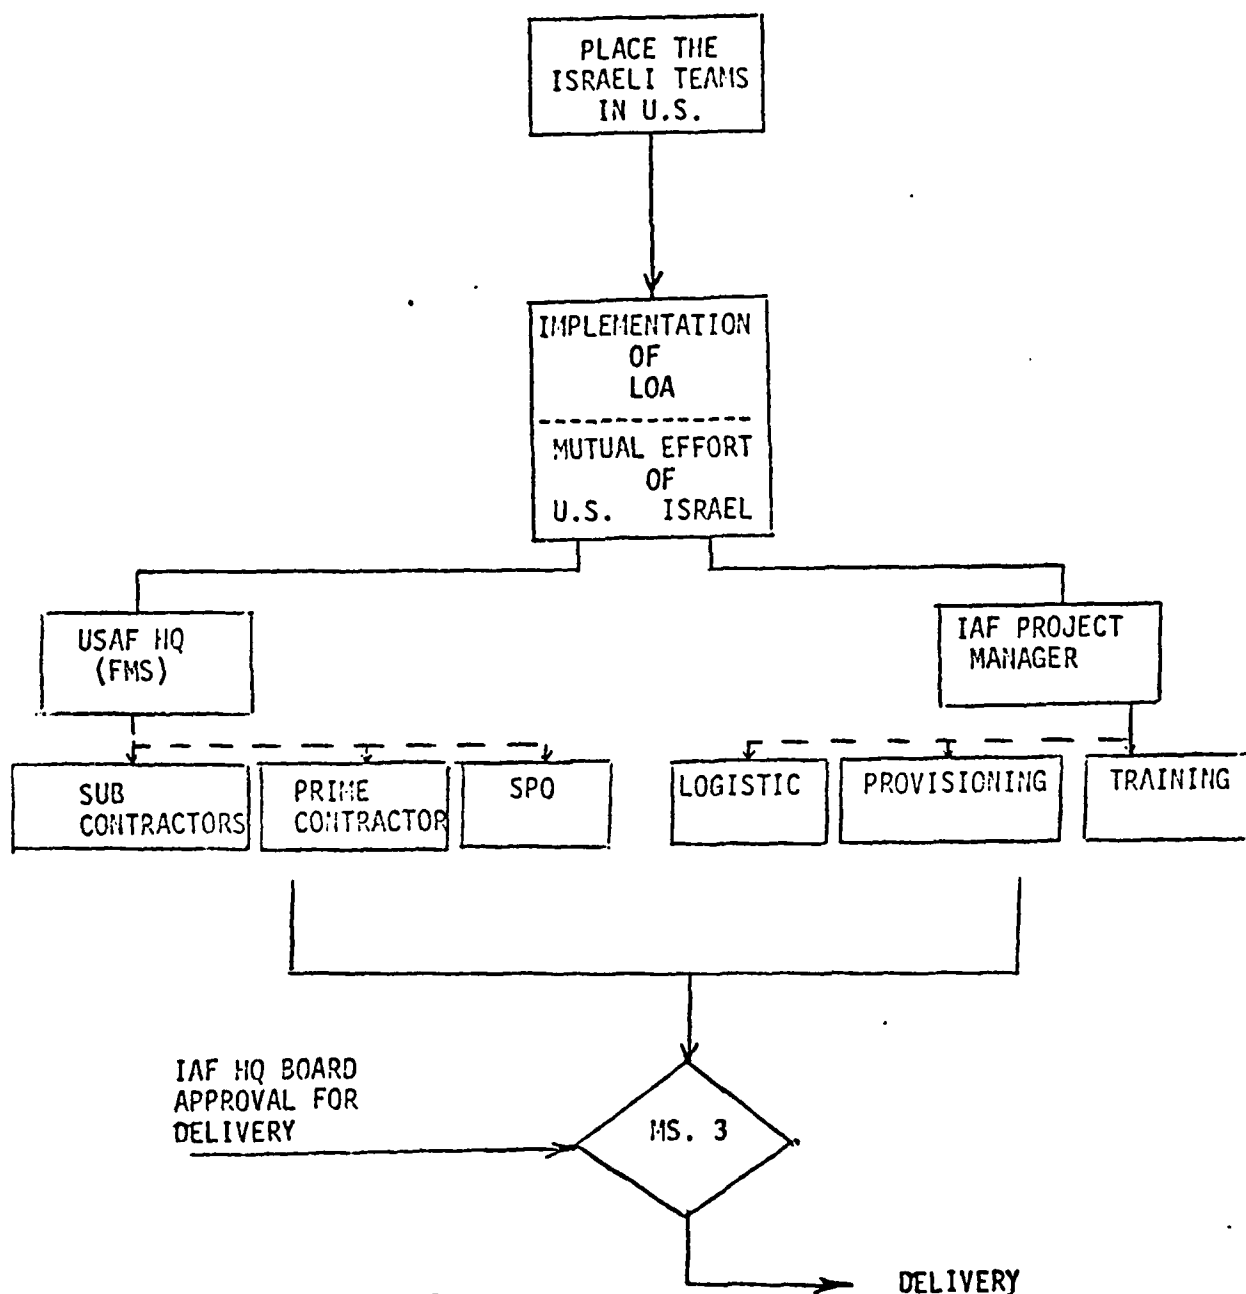 PLACE THE
ISRAELI TEAMS
IN U.S.
IMPLEMENTATION
OF
LOA
MUTUAL EFFORT
OF
U.S. ISRAEL
USAF HQ
(FMS)
IAF PROJECT
MANAGER
SUB
CONTRACTORS
PRIME
CONTRACTOR
SPO
LOGISTIC
PROVISIONING
TRAINING
IAF HQ BOARD
APPROVAL FOR
DELIVERY
MS. 3
DELIVERY